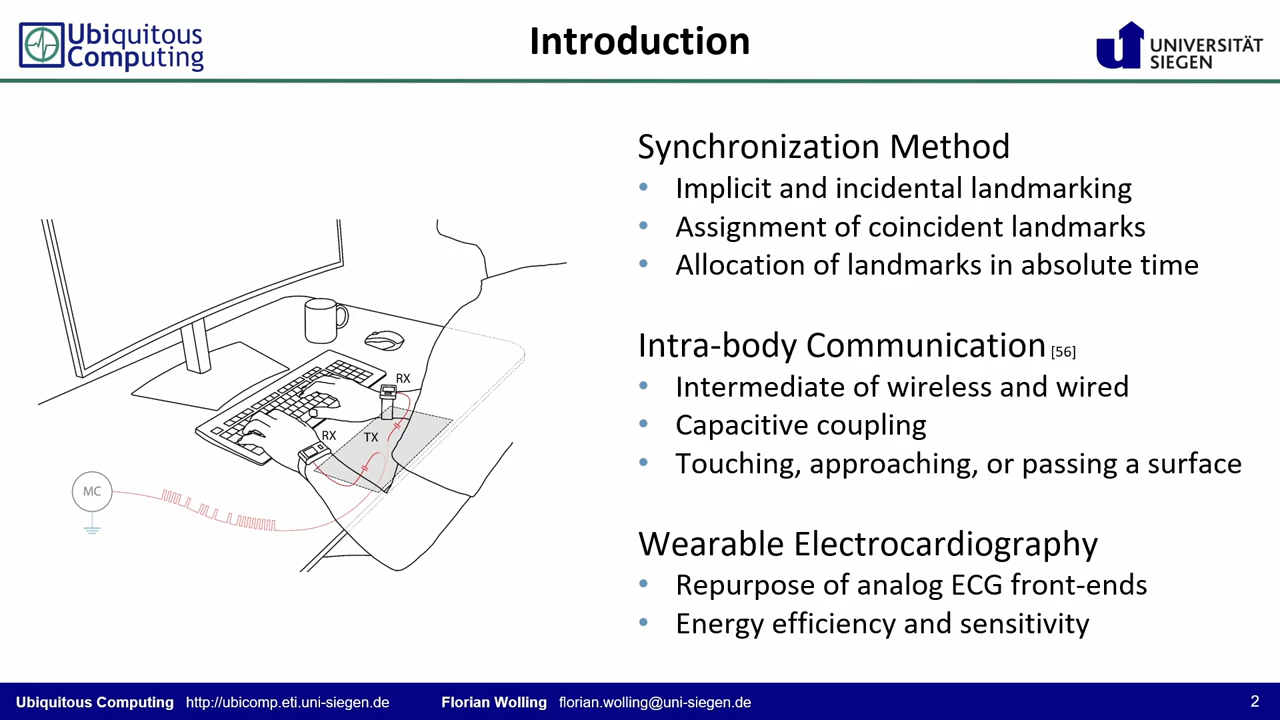 Ubiquitous
Computing
Introduction
UNIVERSITÄT
SIEGEN
Synchronization Method
• Implicit and incidental landmarking
• Assignment of coincident landmarks
• Allocation of landmarks in absolute time
Intra-body Communication [56]
• Intermediate of wireless and wired
• Capacitive coupling
• Touching, approaching, or passing a surface
Wearable Electrocardiography
• Repurpose of analog ECG front-ends
• Energy efficiency and sensitivity
RX
RX
TX
MC
Ubiquitous Computing http://ubicomp.eti.uni-siegen.de Florian Wolling florian.wolling@uni-siegen.de 2